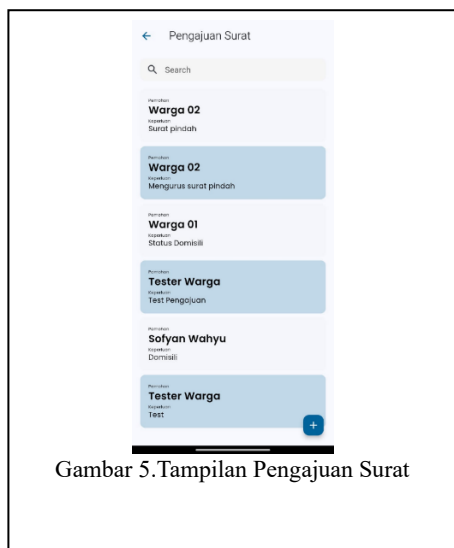 Pengajuan Surat
Search
Pemohon
Warga 02
Keperluan
Surat pindah
Pemohon
Warga 02
Keperluan
Mengurus surat pindah
Pemohon
Warga 01
Keperluan
Status Domisili
Pemohon
Tester Warga
Keperluan
Test Pengajuan
Pemohon
Sofyan Wahyu
Keperluan
Domisili
Pemohon
Tester Warga
Keperluan
Test
+
Gambar 5.Tampilan Pengajuan Surat